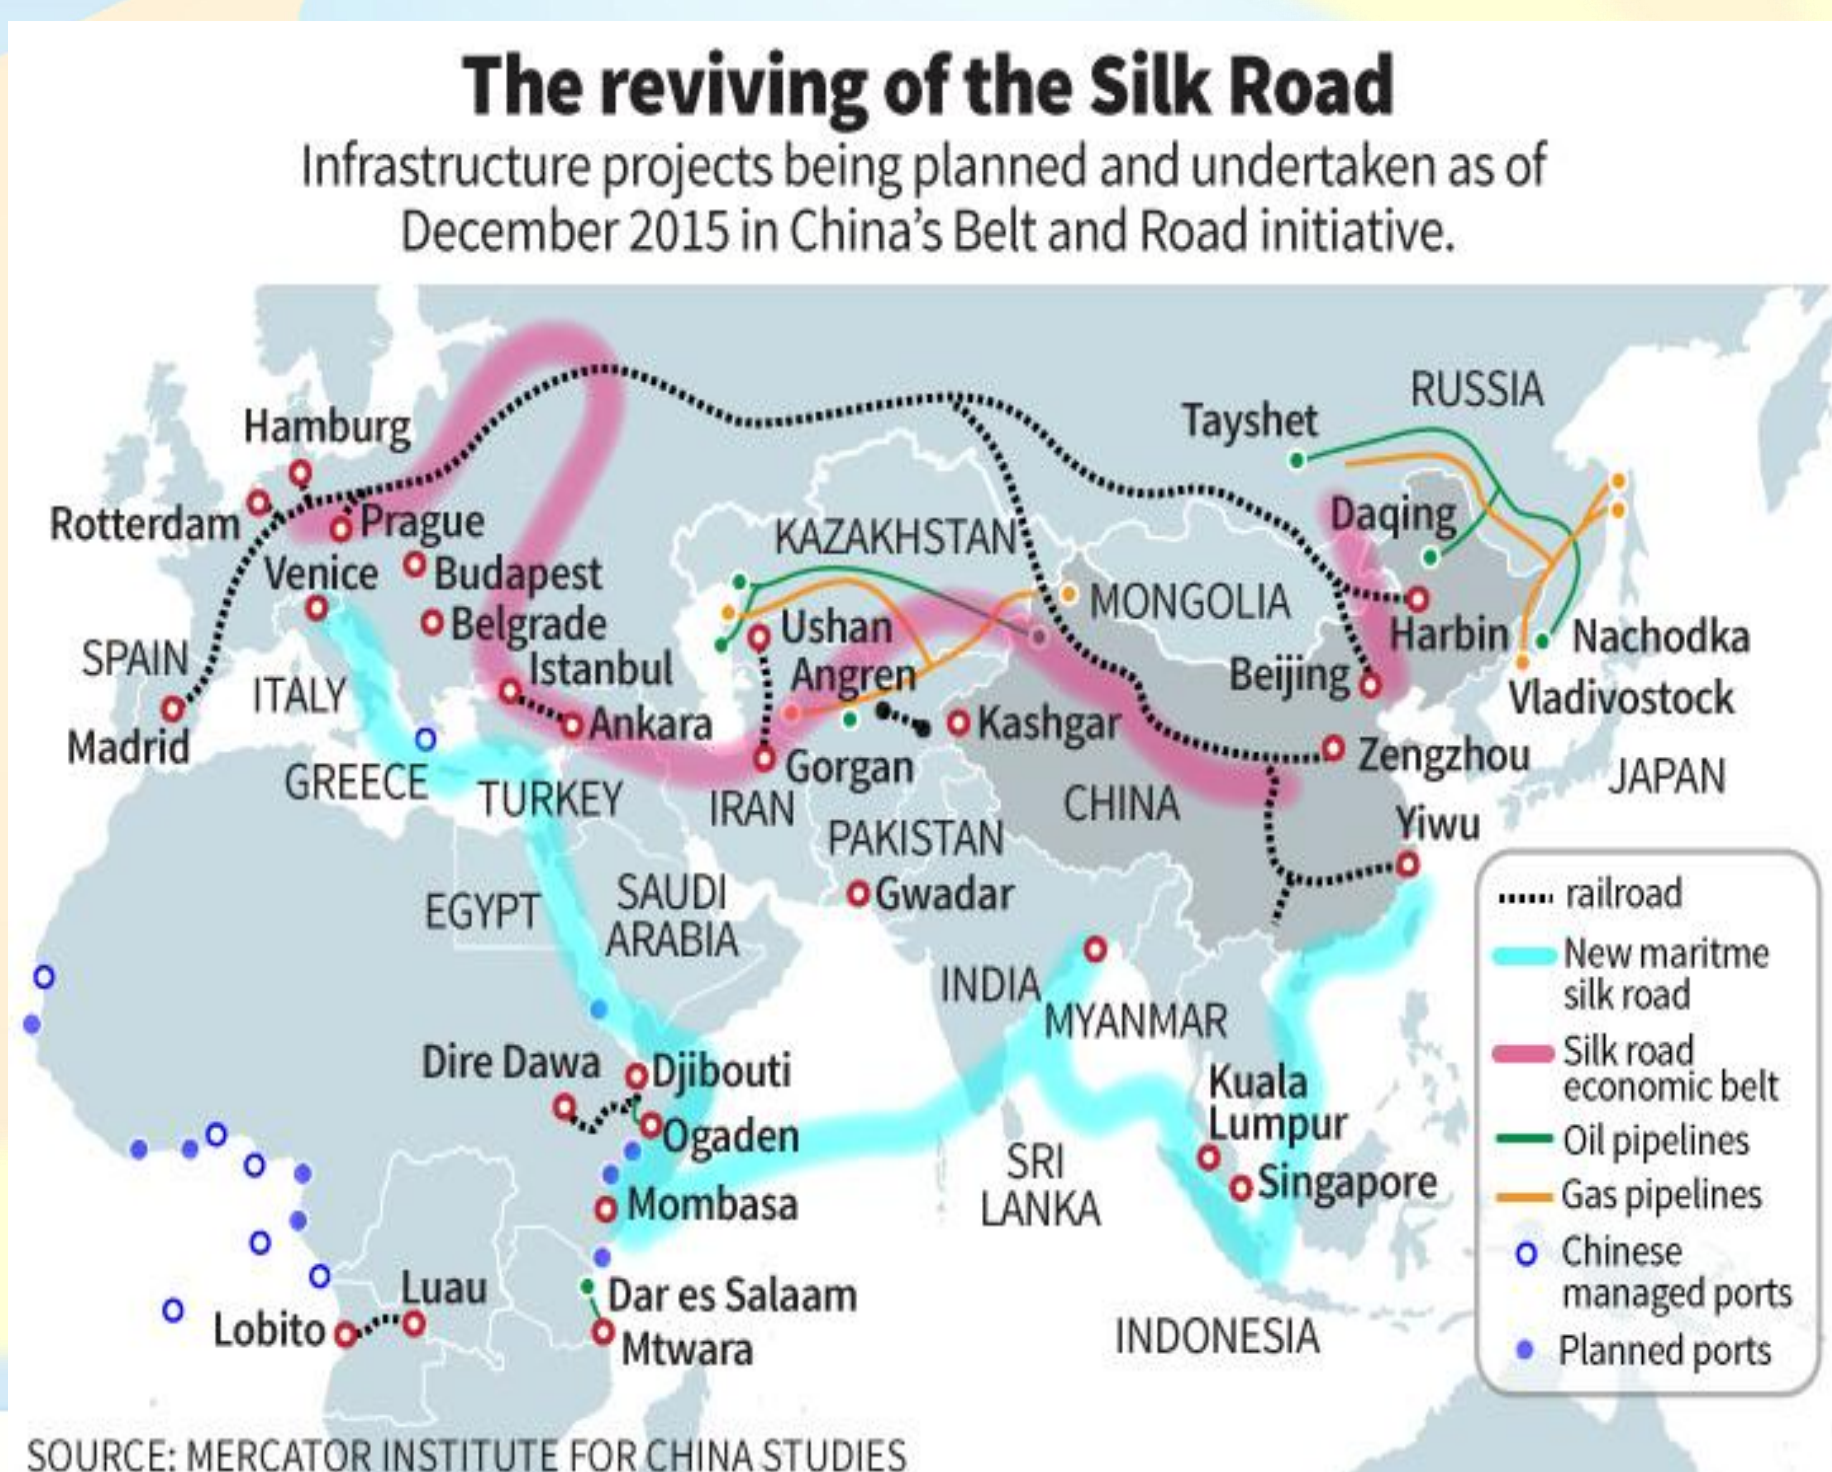 The reviving of the Silk Road
Infrastructure projects being planned and undertaken as of
December 2015 in China's Belt and Road initiative.
RUSSIA
Tayshet
Hamburg
Rotterdam
Prague
Daqing
KAZAKHSTAN
Venice
Budapest
MONGOLIA
Belgrade
Ushan
Harbin
Nachodka
SPAIN
Istanbul
Angren
Beijing
ITALY
Vladivostock
Madrid
Ankara
Kashgar
Zengzhou
GREECE
Gorgan
JAPAN
TURKEY
IRAN
CHINA
PAKISTAN
Yiwu
EGYPT
SAUDI
ARABIA
Gwadar
INDIA
MYANMAR
Dire Dawa
Djibouti
Kuala
Lumpur
Ogaden
SRI
LANKA
Singapore
Mombasa
Luau
Dar es Salaam
Lobito
Mtwara
INDONESIA
railroad
New maritme
silk road
Silk road
economic belt
Oil pipelines
Gas pipelines
Chinese
managed ports
Planned ports
SOURCE: MERCATOR INSTITUTE FOR CHINA STUDIES